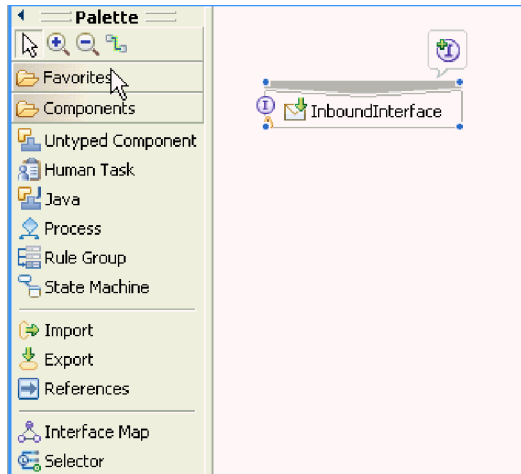 Palette
Favorites
Components
Untyped Component
Human Task
Java
Process
Rule Group
State Machine
Import
Export
References
Interface Map
Selector
I
I InboundInterface